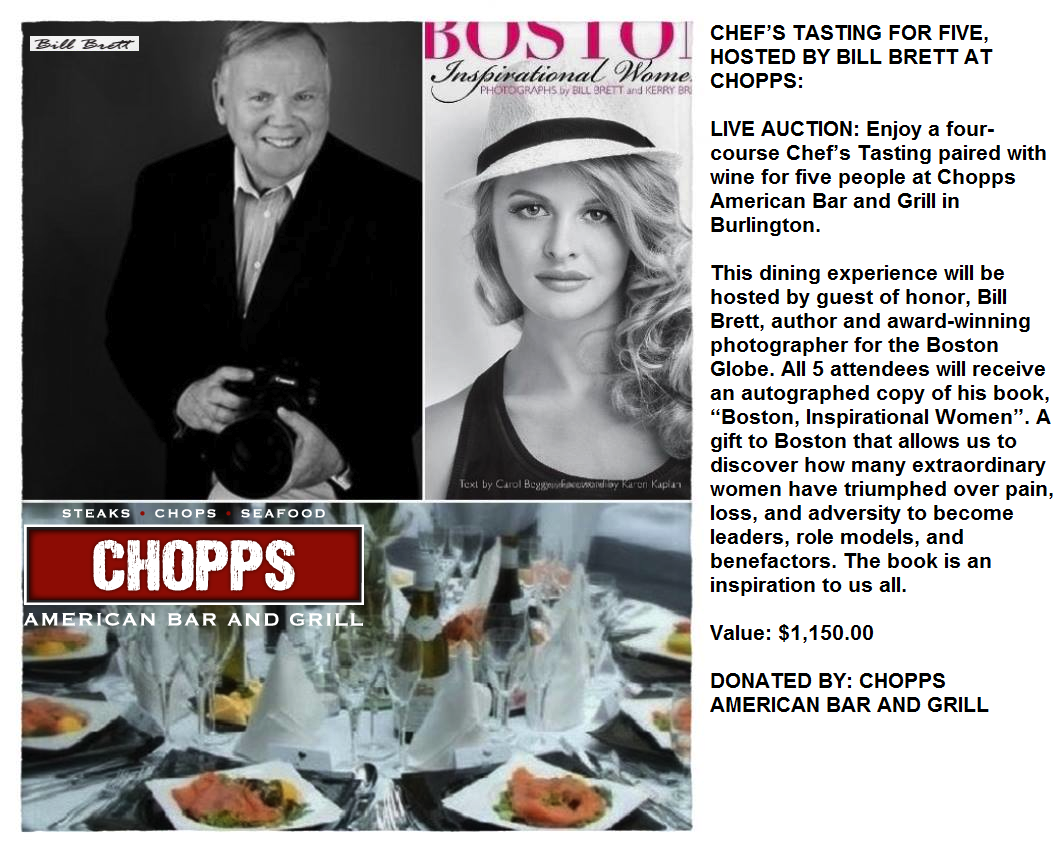 Bill Brett
BOSTO
Inspirational Wome
PHOTOGRAPHS by BILL BRETT and KERRY BR
Text by Carol Beggy Foreword by Karen Kaplan
STEAKS • CHOPS • SEAFOOD
CHOPPS
AMERICAN BAR AND GRILL
CHEF’S TASTING FOR FIVE,
HOSTED BY BILL BRETT AT
CHOPPS:
LIVE AUCTION: Enjoy a four-
course Chef’s Tasting paired with
wine for five people at Chopps
American Bar and Grill in
Burlington.
This dining experience will be
hosted by guest of honor, Bill
Brett, author and award-winning
photographer for the Boston
Globe. All 5 attendees will receive
an autographed copy of his book,
“Boston, Inspirational Women”. A
gift to Boston that allows us to
discover how many extraordinary
women have triumphed over pain,
loss, and adversity to become
leaders, role models, and
benefactors. The book is an
inspiration to us all.
Value: $1,150.00
DONATED BY: CHOPPS
AMERICAN BAR AND GRILL